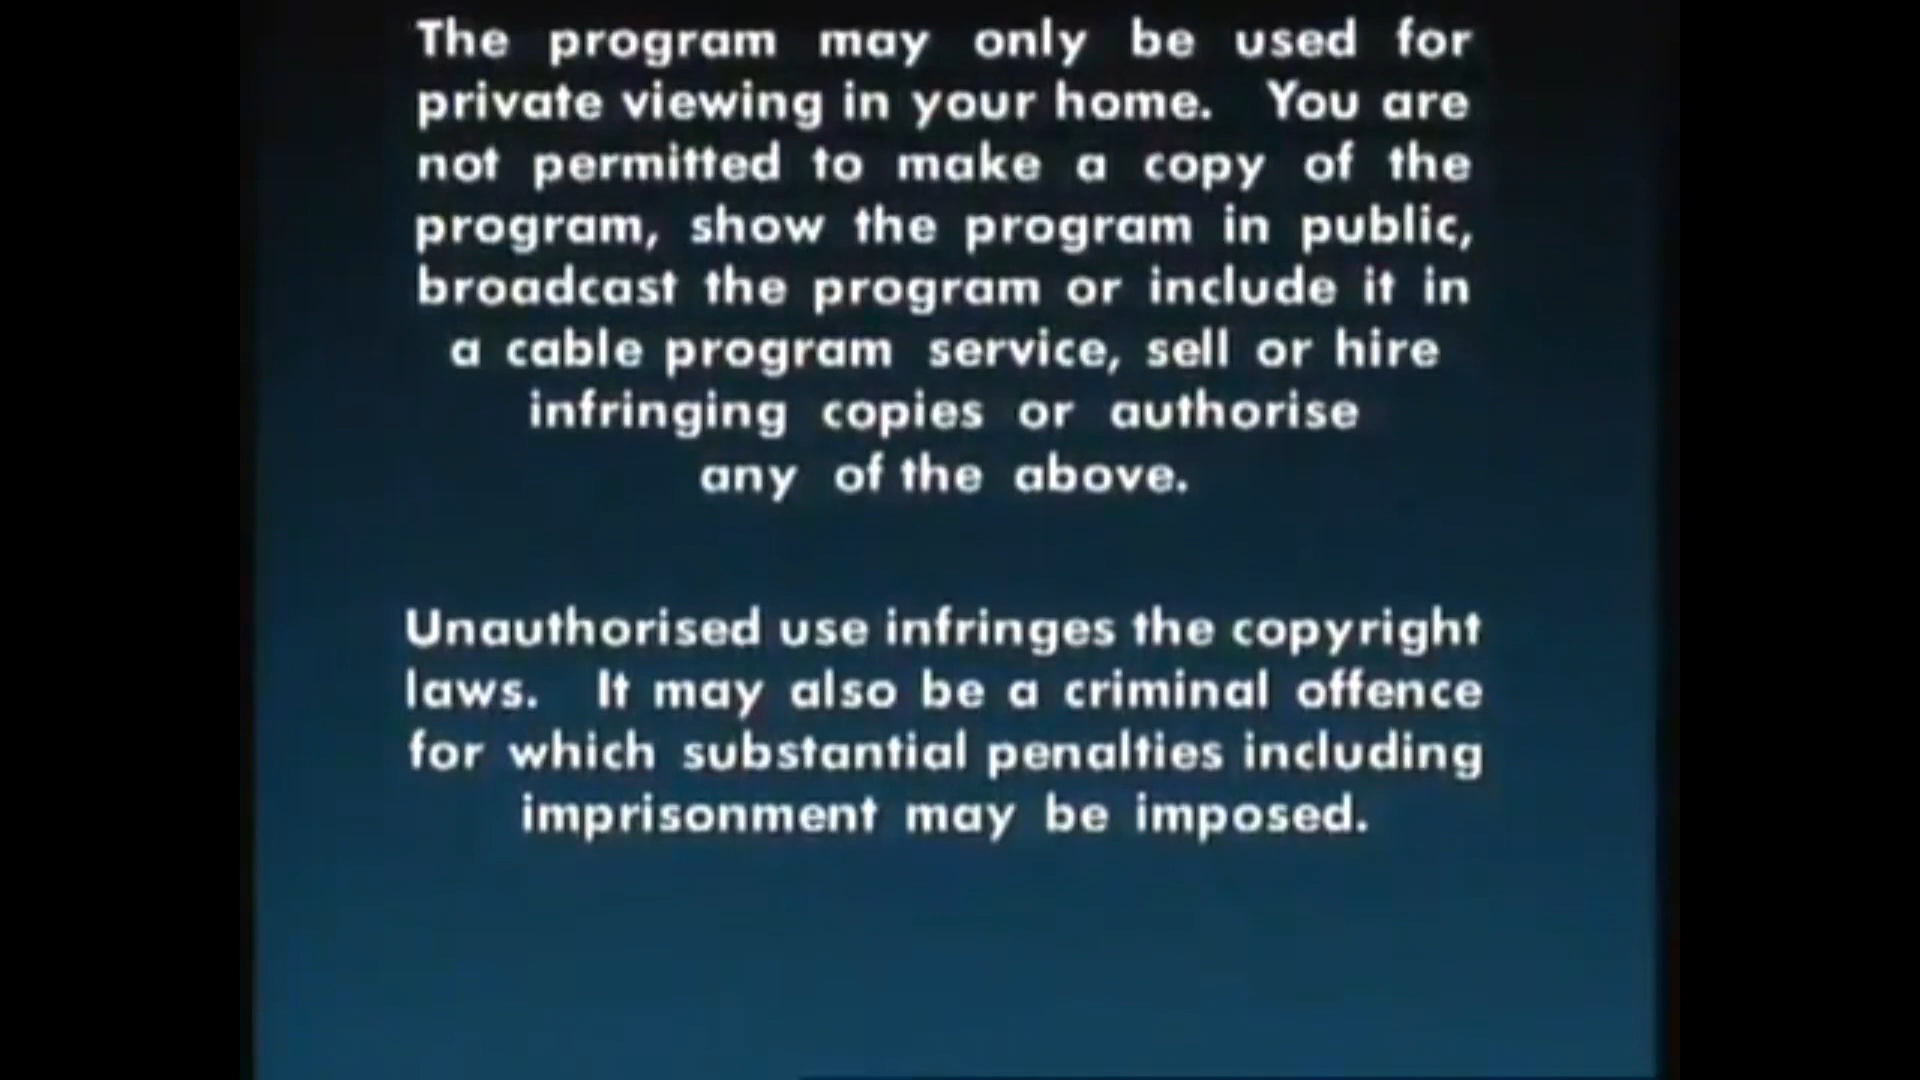 The program may only be used for
private viewing in your home. You are
not permitted to make a copy of the
program, show the program in public,
broadcast the program or include it in
a cable program service, sell or hire
infringing copies or authorise
any of the above.
Unauthorised use infringes the copyright
laws. It may also be a criminal offence
for which substantial penalties including
imprisonment may be imposed.